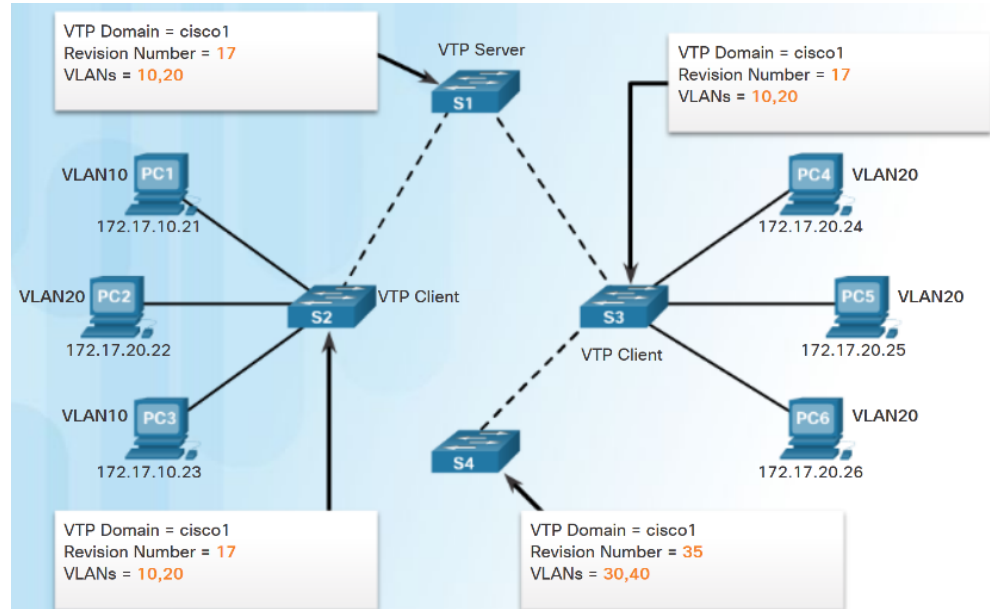 VTP Domain = cisco1
Revision Number = 17
VLANs = 10,20
VTP Server
S1
VTP Domain = cisco1
Revision Number = 17
VLANs = 10,20
VLAN10
PC1
172.17.10.21
PC4
VLAN20
172.17.20.24
VLAN20
PC2
172.17.20.22
S2
VTP Client
S3
VTP Client
PC5
VLAN20
172.17.20.25
VLAN10
PC3
172.17.10.23
S4
PC6
VLAN20
172.17.20.26
VTP Domain = cisco1
Revision Number = 17
VLANs = 10,20
VTP Domain = cisco1
Revision Number = 35
VLANs = 30,40